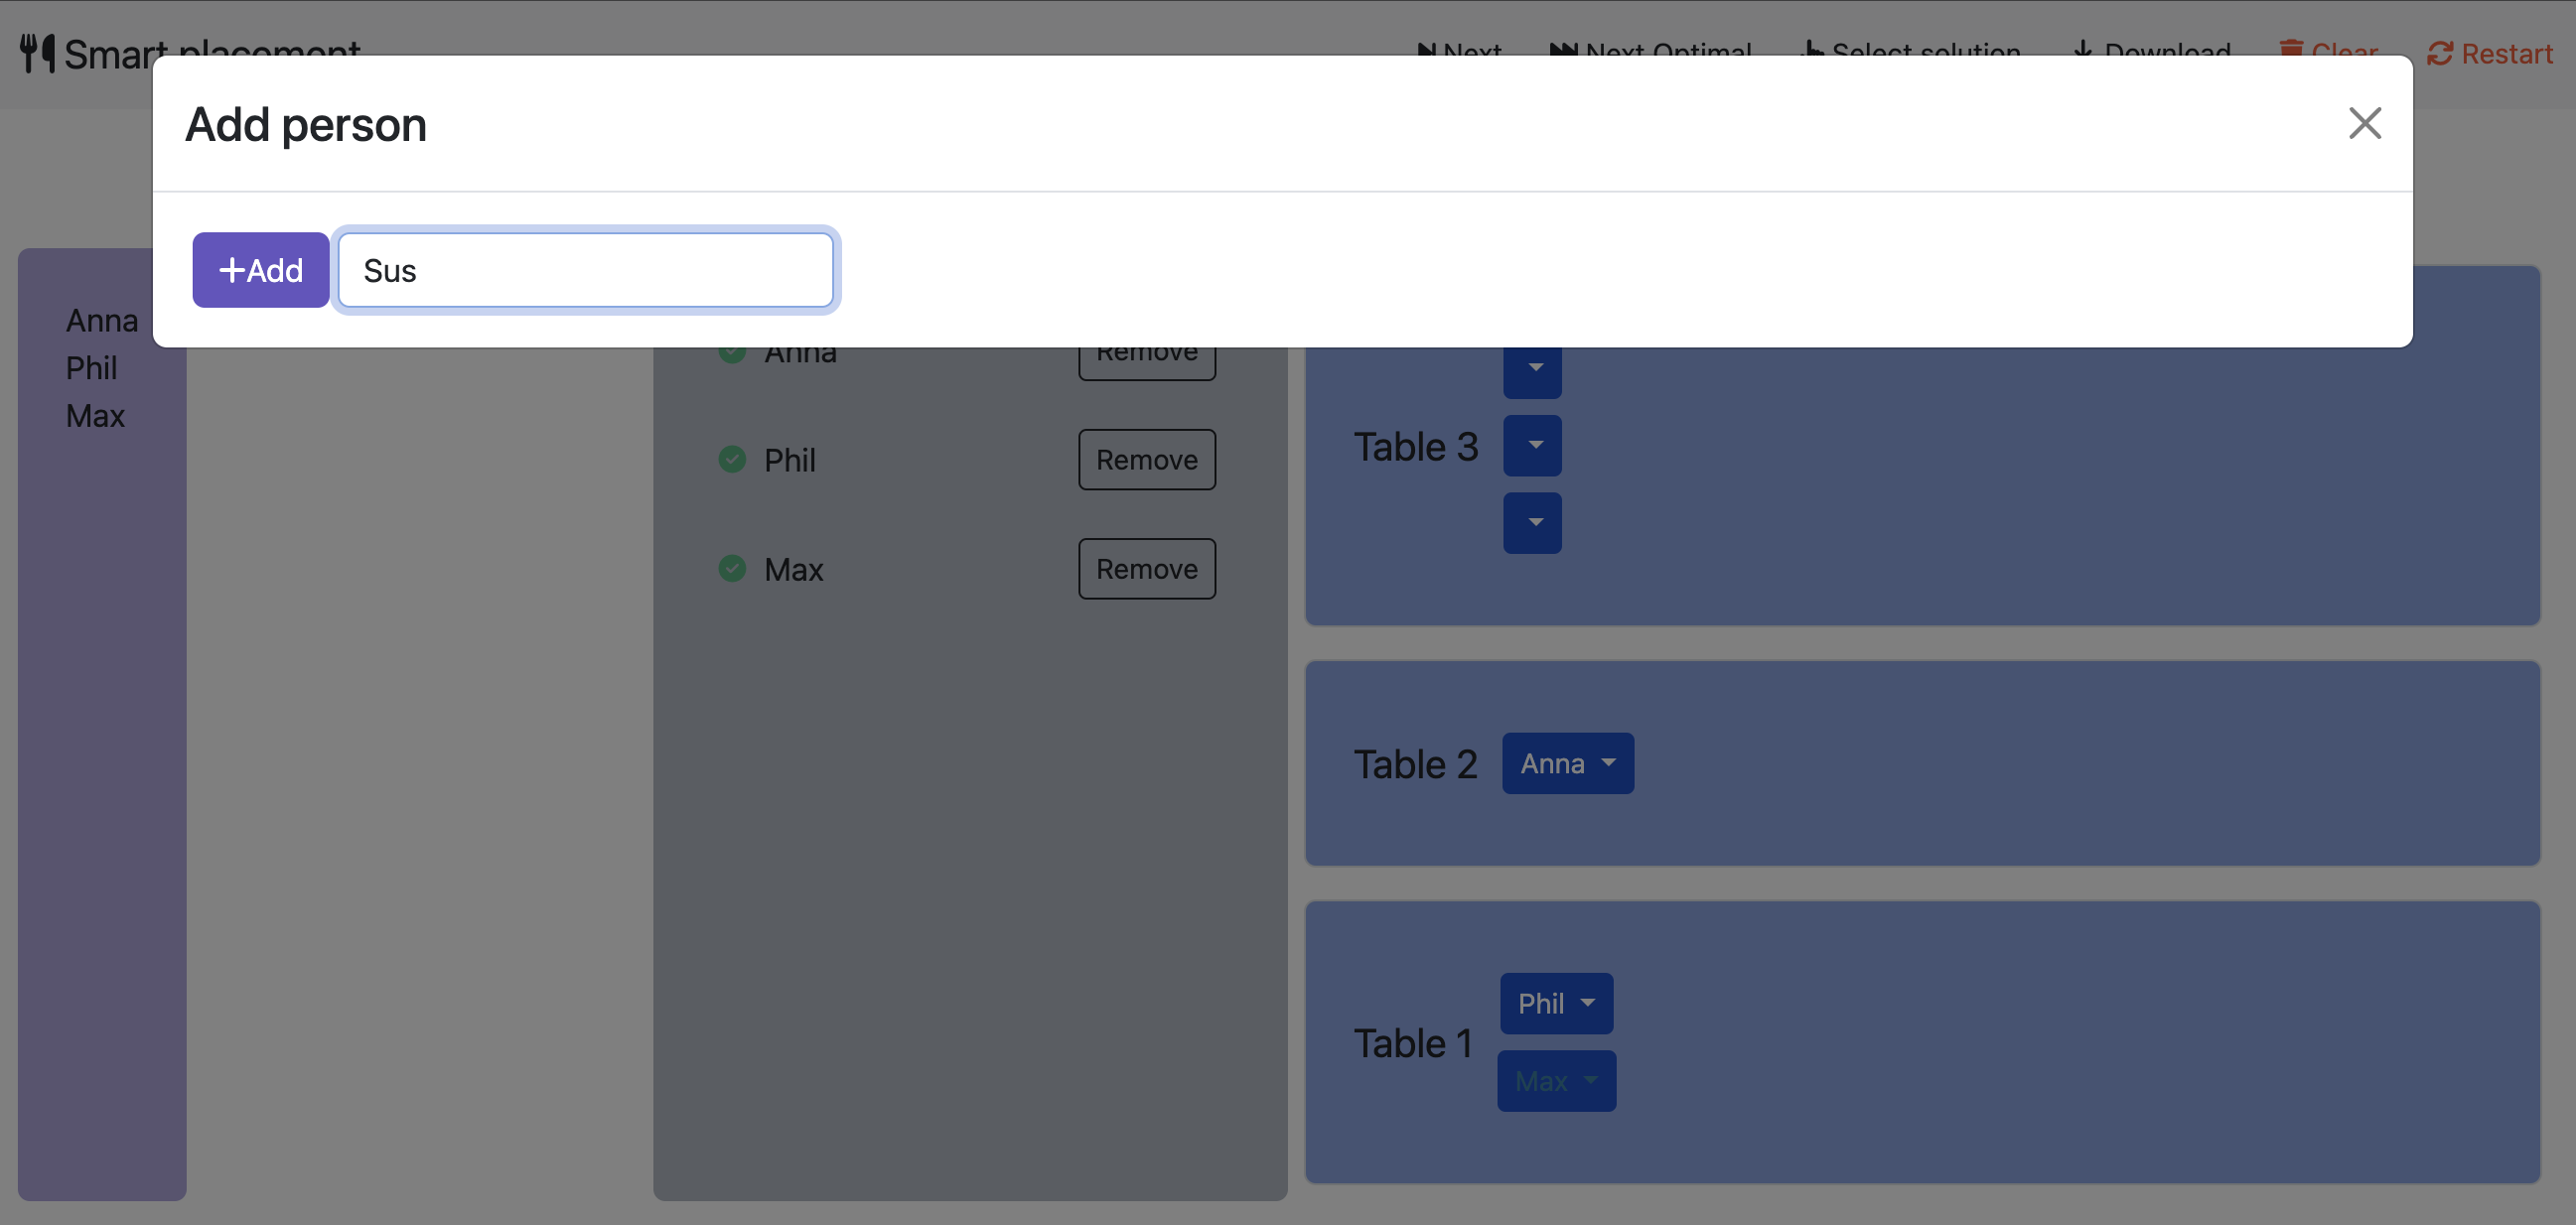 Smart placement
Next
Next Optimal
Select solution
Download
Clear
Restart
Add person
+Add
Sus
Anna
Phil
Max
Anna
Remove
Phil
Remove
Max
Remove
Table 3
Table 2
Anna
Table 1
Phil
Max